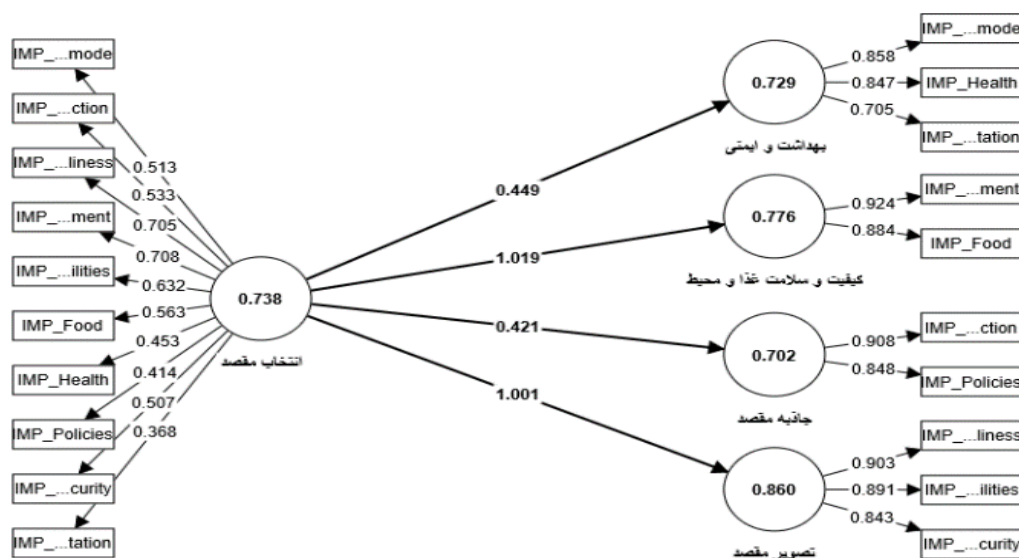 IMP_...mode
IMP_...ction
IMP_...liness
IMP_...ment
IMP_...ilities
IMP_Food
IMP_Health
IMP_Policies
IMP_...curity
IMP_...tation
0.513
0.533
0.705
0.708
0.632
0.563
0.453
0.414
0.507
0.368
0.738
انتخاب مقصد
0.449
1.019
0.421
1.001
0.729
بهداشت و ایمنی
0.858
0.847
0.705
IMP_...mode
IMP_Health
IMP_...tation
0.776
کیفیت و سلامت غذا و محیط
0.924
0.884
IMP_...ment
IMP_Food
0.702
جاذبه مقصد
0.908
0.848
IMP_...ction
IMP_Policies
0.860
تصویر مقصد
0.903
0.891
0.843
IMP_...liness
IMP_...ilities
IMP_...curity